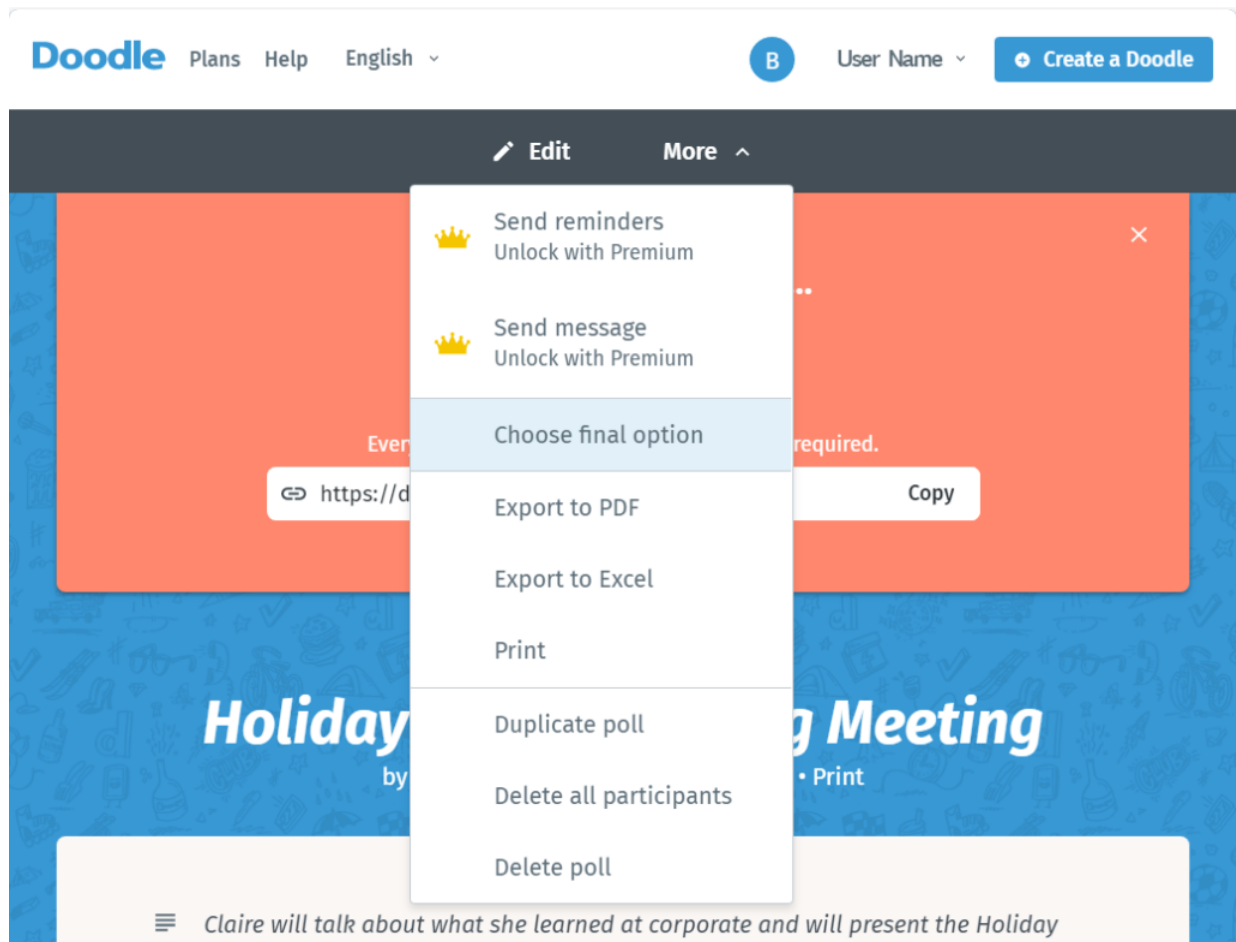 Doodle Plans Help English B User Name Create a Doodle
Edit More
Send reminders
Unlock with Premium
Send message
Unlock with Premium
Choose final option
required.
https://d Copy
Export to PDF
Export to Excel
Print
Holiday g Meeting
by • Print
Duplicate poll
Delete all participants
Delete poll
Claire will talk about what she learned at corporate and will present the Holiday